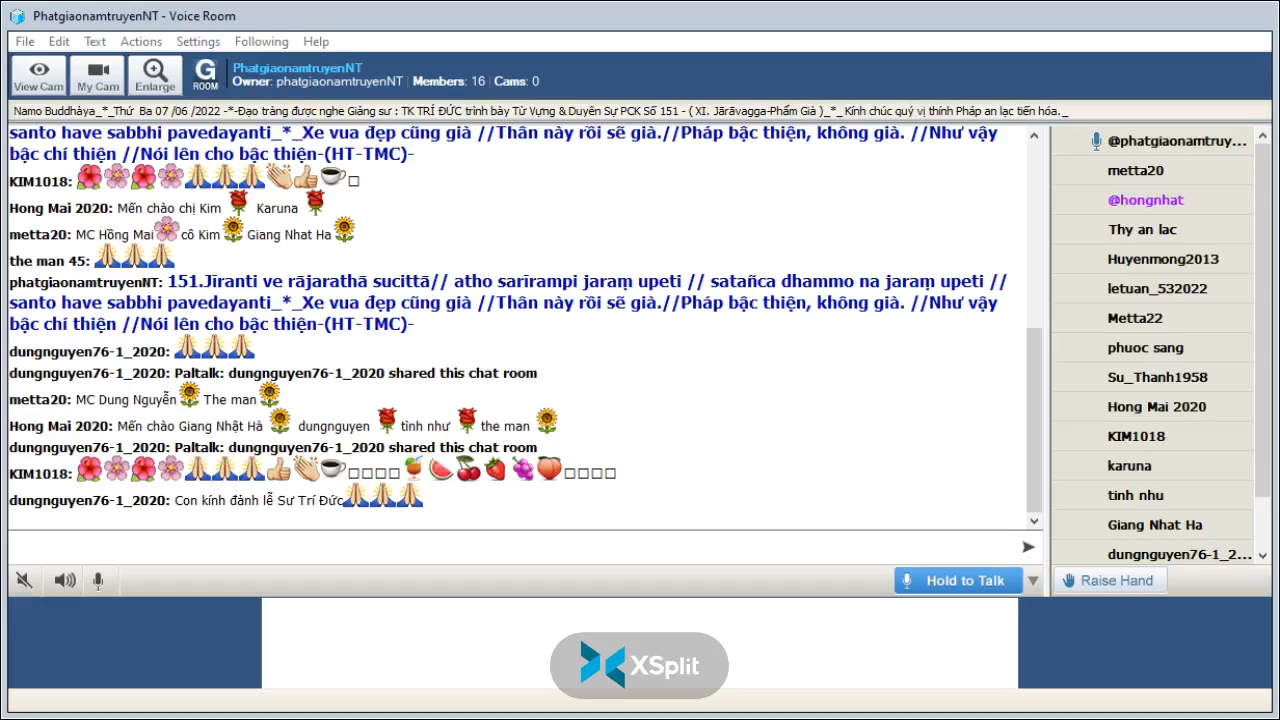 PhatgiaonamtruyenNT - Voice Room
File Edit Text Actions Settings Following Help
View Cam My Cam Enlarge G ROOM
PhatgiaonamtruyenNT
Owner: phatgiaonamtruyenNT | Members: 16 | Cams: 0
Namo Buddhàya_*_Thứ Ba 07 /06 /2022 -*-Đạo tràng được nghe Giảng sư : TK TRÍ ĐỨC trình bày Từ Vựng & Duyên Sự PCK Số 151 - ( XI. Jārāvagga-Phẩm Già )_*_ Kính chúc quý vị thính Pháp an lạc tiến hóa._
santo have sabbhi pavedayanti_*_Xe vua đẹp cũng già //Thân này rồi sẽ già.//Pháp bậc thiện, không già. //Như vậy
bậc chí thiện //Nói lên cho bậc thiện-(HT-TMC)-
KIM1018:
Hong Mai 2020: Mến chào chị Kim Karuna
metta20: MC Hồng Mai cô Kim Giang Nhat Ha
the man 45:
phatgiaonamtruyenNT: 151.Jīranti ve rājarathā sucittā// atho sarīrampi jaraṃ upeti // satañca dhammo na jaraṃ upeti //
santo have sabbhi pavedayanti_*_Xe vua đẹp cũng già //Thân này rồi sẽ già.//Pháp bậc thiện, không già. //Như vậy
bậc chí thiện //Nói lên cho bậc thiện-(HT-TMC)-
dungnguyen76-1_2020:
dungnguyen76-1_2020: Paltalk: dungnguyen76-1_2020 shared this chat room
metta20: MC Dung Nguyễn The man
Hong Mai 2020: Mến chào Giang Nhật Hà dungnguyen tình như the man
dungnguyen76-1_2020: Paltalk: dungnguyen76-1_2020 shared this chat room
KIM1018:
dungnguyen76-1_2020: Con kính đảnh lễ Sư Trí Đức
@phatgiaonamtruy...
metta20
@hongnhat
Thy an lac
Huyenmong2013
letuan_532022
Metta22
phuoc sang
Su_Thanh1958
Hong Mai 2020
KIM1018
karuna
tinh nhu
Giang Nhat Ha
dungnguyen76-1_2...
Hold to Talk
Raise Hand
XSplit